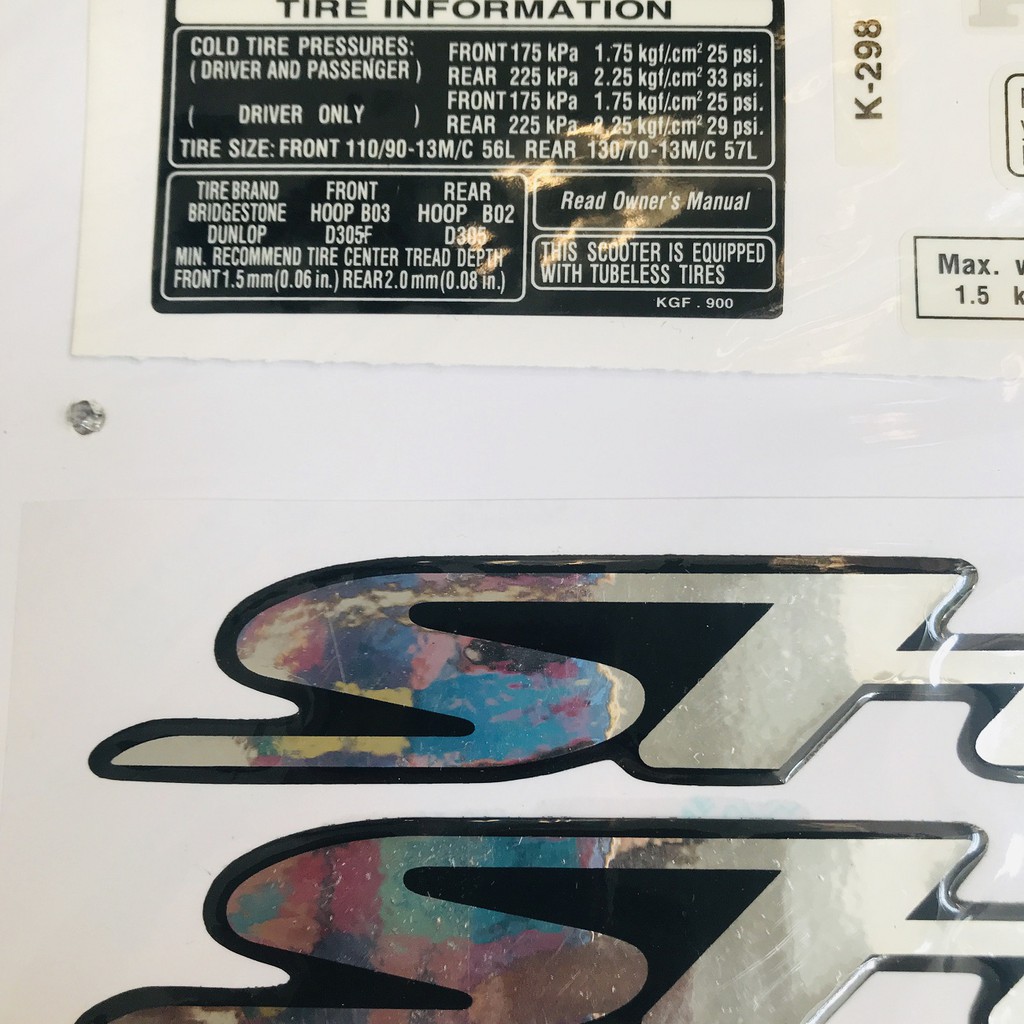 TIRE INFORMATION
COLD TIRE PRESSURES: FRONT 175 kPa 1.75 kgf/cm² 25 psi.
( DRIVER AND PASSENGER ) REAR 225 kPa 2.25 kgf/cm² 33 psi.
FRONT 175 kPa 1.75 kgf/cm² 25 psi.
( DRIVER ONLY ) REAR 225 kPa 2.25 kgf/cm² 29 psi.
TIRE SIZE: FRONT 110/90-13M/C 56L REAR 130/70-13M/C 57L
TIRE BRAND FRONT REAR
BRIDGESTONE HOOP B03 HOOP B02
DUNLOP D305F D305
MIN. RECOMMEND TIRE CENTER TREAD DEPTH
FRONT 1.5 mm(0.06 in.) REAR 2.0 mm(0.08 in.)
Read Owner's Manual
THIS SCOOTER IS EQUIPPED
WITH TUBELESS TIRES
KGF . 900
K-298
Max.
1.5